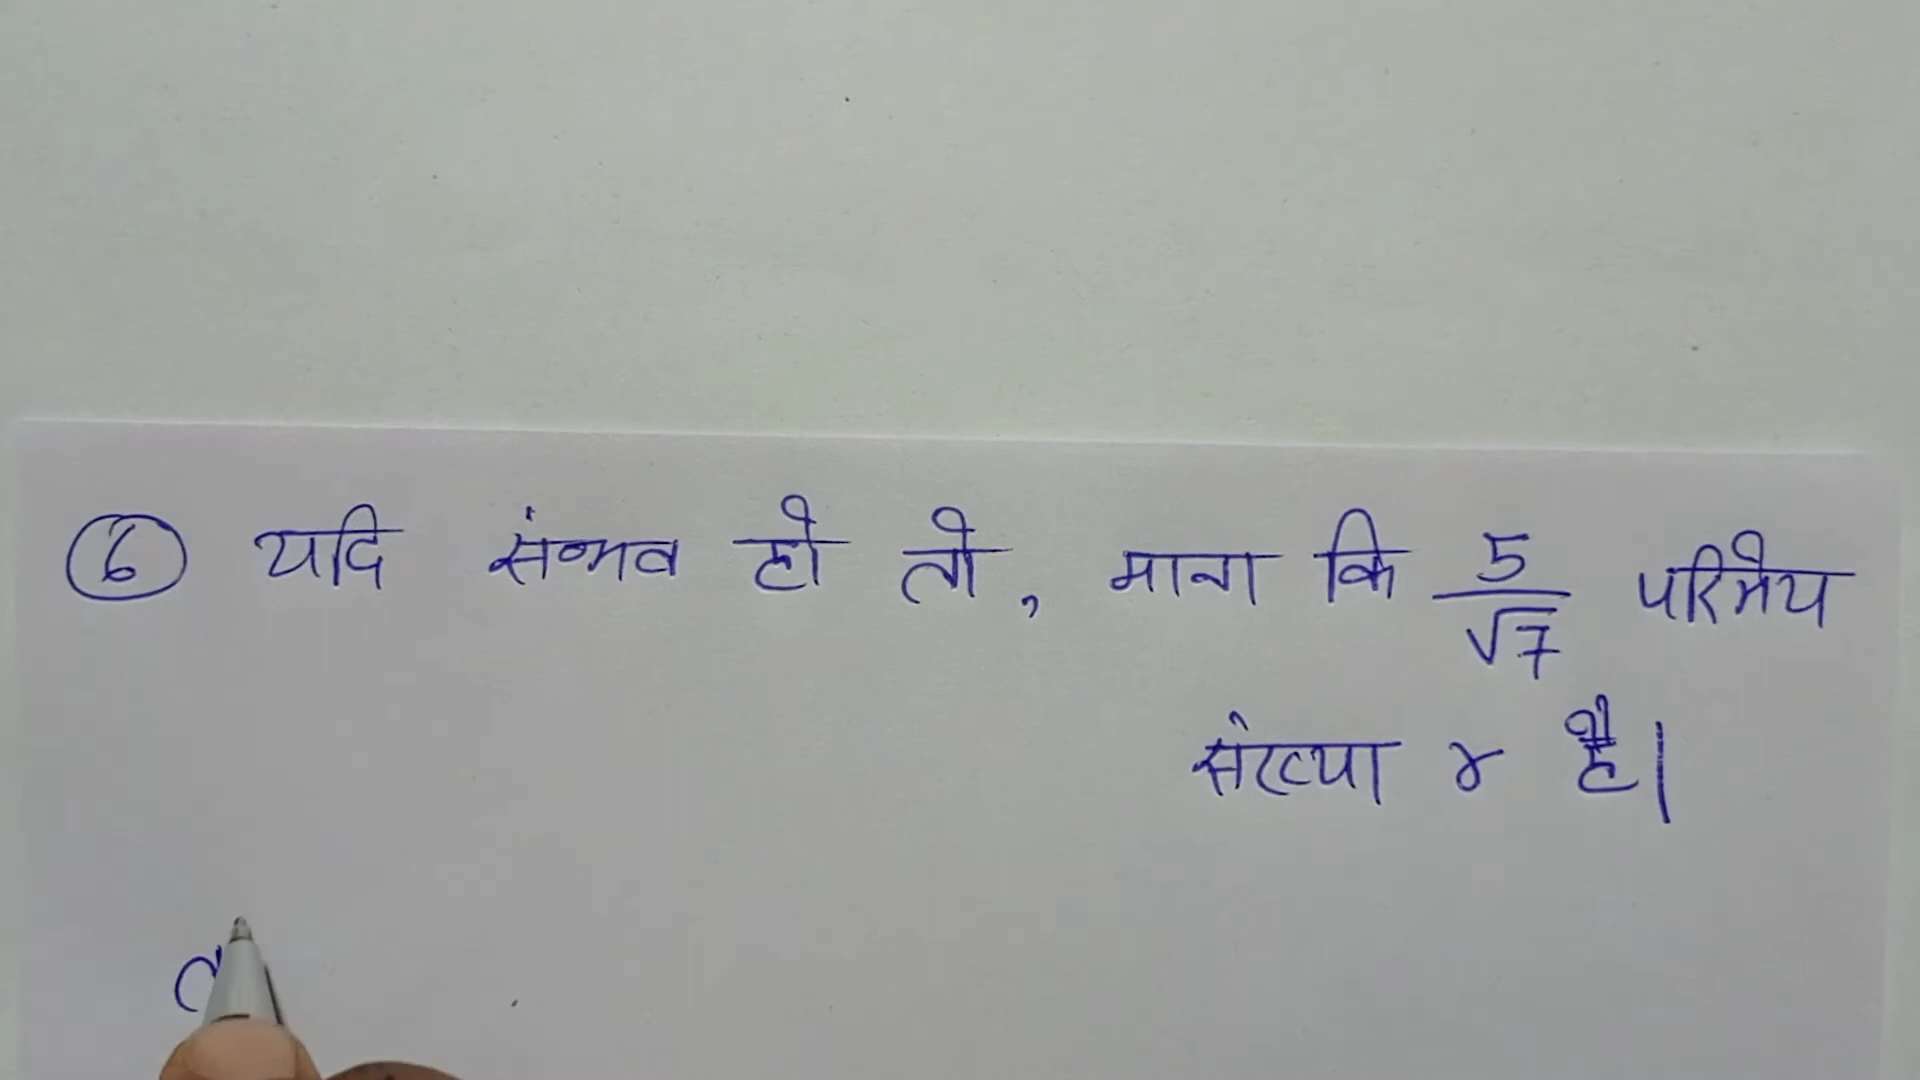 ⑥ यदि संभव हो तो, माना कि 5/√7 परिमेय
संख्या r है।